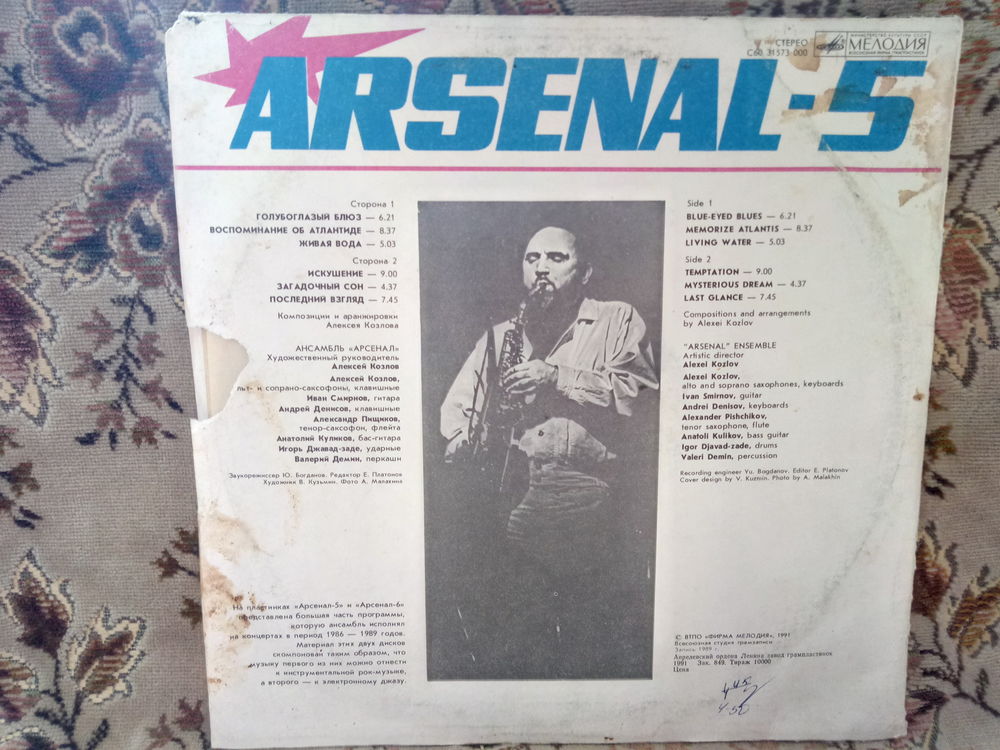 СТЕРЕО
С60 31573 000
МИНИСТЕРСТВО КУЛЬТУРЫ СССР
МЕЛОДИЯ
ВСЕСОЮЗНАЯ ФИРМА ГРАМПЛАСТИНОК
ARSENAL-5
Сторона 1
ГОЛУБОГЛАЗЫЙ БЛЮЗ — 6.21
ВОСПОМИНАНИЕ ОБ АТЛАНТИДЕ — 8.37
ЖИВАЯ ВОДА — 5.03
Сторона 2
ИСКУШЕНИЕ — 9.00
ЗАГАДОЧНЫЙ СОН — 4.37
ПОСЛЕДНИЙ ВЗГЛЯД — 7.45
Композиции и аранжировки
Алексея Козлова
АНСАМБЛЬ «АРСЕНАЛ»
Художественный руководитель
Алексей Козлов
Алексей Козлов,
льт- и сопрано-саксофоны, клавишные
Иван Смирнов, гитара
Андрей Денисов, клавишные
Александр Пищиков,
тенор-саксофон, флейта
Анатолий Куликов, бас-гитара
Игорь Джавад-заде, ударные
Валерий Демин, перкашн
Звукорежиссер Ю. Богданов. Редактор Е. Платонов
Художник В. Кузьмин. Фото А. Малахина
На пластинках «Арсенал-5» и «Арсенал-6»
представлена большая часть программы,
которую ансамбль исполнял
на концертах в период 1986 — 1989 годов.
Материал этих двух дисков
скомпонован таким образом, что
музыку первого из них можно отнести
к инструментальной рок-музыке,
а второго — к электронному джазу.
Side 1
BLUE-EYED BLUES — 6.21
MEMORIZE ATLANTIS — 8.37
LIVING WATER — 5.03
Side 2
TEMPTATION — 9.00
MYSTERIOUS DREAM — 4.37
LAST GLANCE — 7.45
Compositions and arrangements
by Alexei Kozlov
"ARSENAL" ENSEMBLE
Artistic director
Alexei Kozlov
Alexei Kozlov,
alto and soprano saxophones, keyboards
Ivan Smirnov, guitar
Andrei Denisov, keyboards
Alexander Pishchikov,
tenor saxophone, flute
Anatoli Kulikov, bass guitar
Igor Djavad-zade, drums
Valeri Demin, percussion
Recording engineer Yu. Bogdanov. Editor E. Platonov
Cover design by V. Kuzmin. Photo by A. Malakhin
© ВТПО «ФИРМА МЕЛОДИЯ», 1991
Всесоюзная студия грамзаписи
Запись 1989 г.
Апрелевский ордена Ленина завод грампластинок
1991 Зак. 849. Тираж 10000
Цена
445
4-50